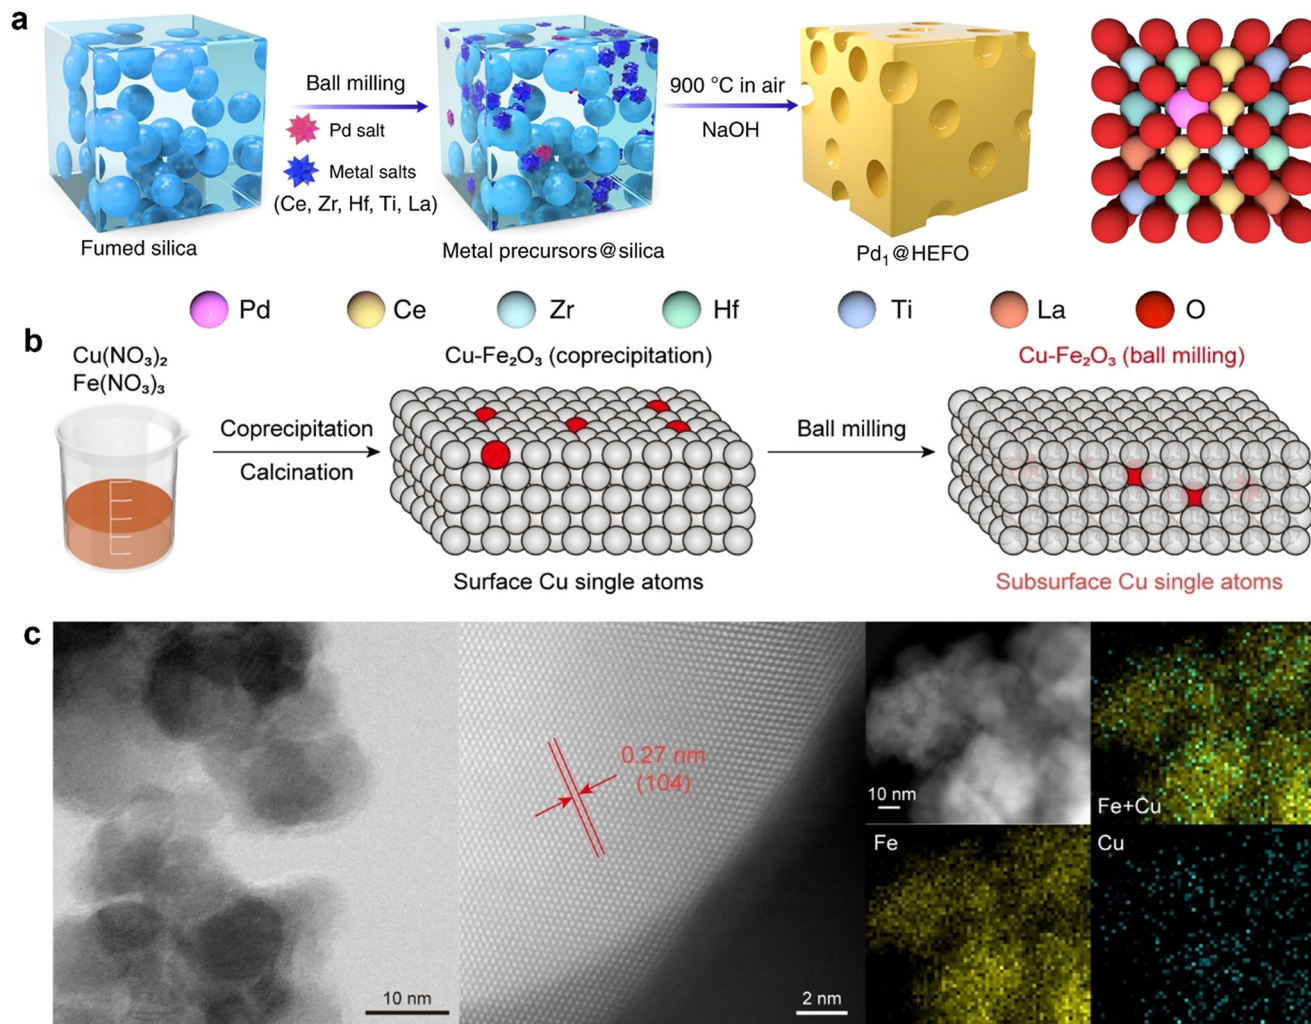 a
Ball milling
Pd salt
Metal salts
(Ce, Zr, Hf, Ti, La)
900 °C in air
NaOH
Fumed silica
Metal precursors@silica
Pd₁@HEFO
Pd
Ce
Zr
Hf
Ti
La
O
b
Cu(NO₃)₂
Fe(NO₃)₃
Coprecipitation
Calcination
Cu-Fe₂O₃ (coprecipitation)
Surface Cu single atoms
Ball milling
Cu-Fe₂O₃ (ball milling)
Subsurface Cu single atoms
c
10 nm
0.27 nm
(104)
2 nm
10 nm
Fe+Cu
Fe
Cu